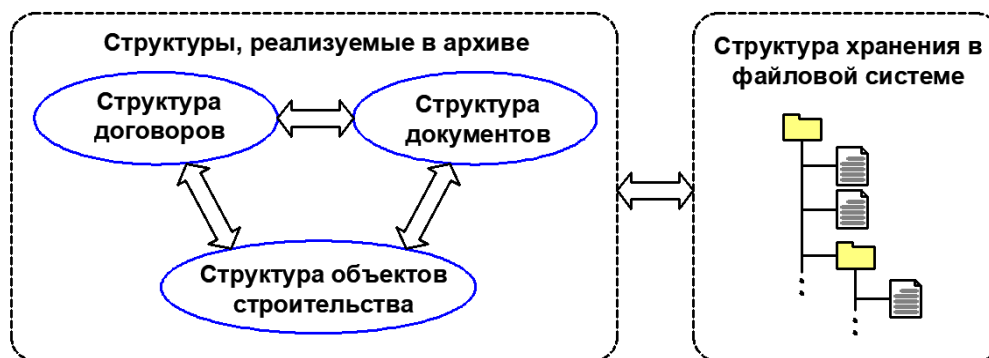 Структуры, реализуемые в архиве
Структура
договоров
Структура
документов
Структура объектов
строительства
Структура хранения в
файловой системе